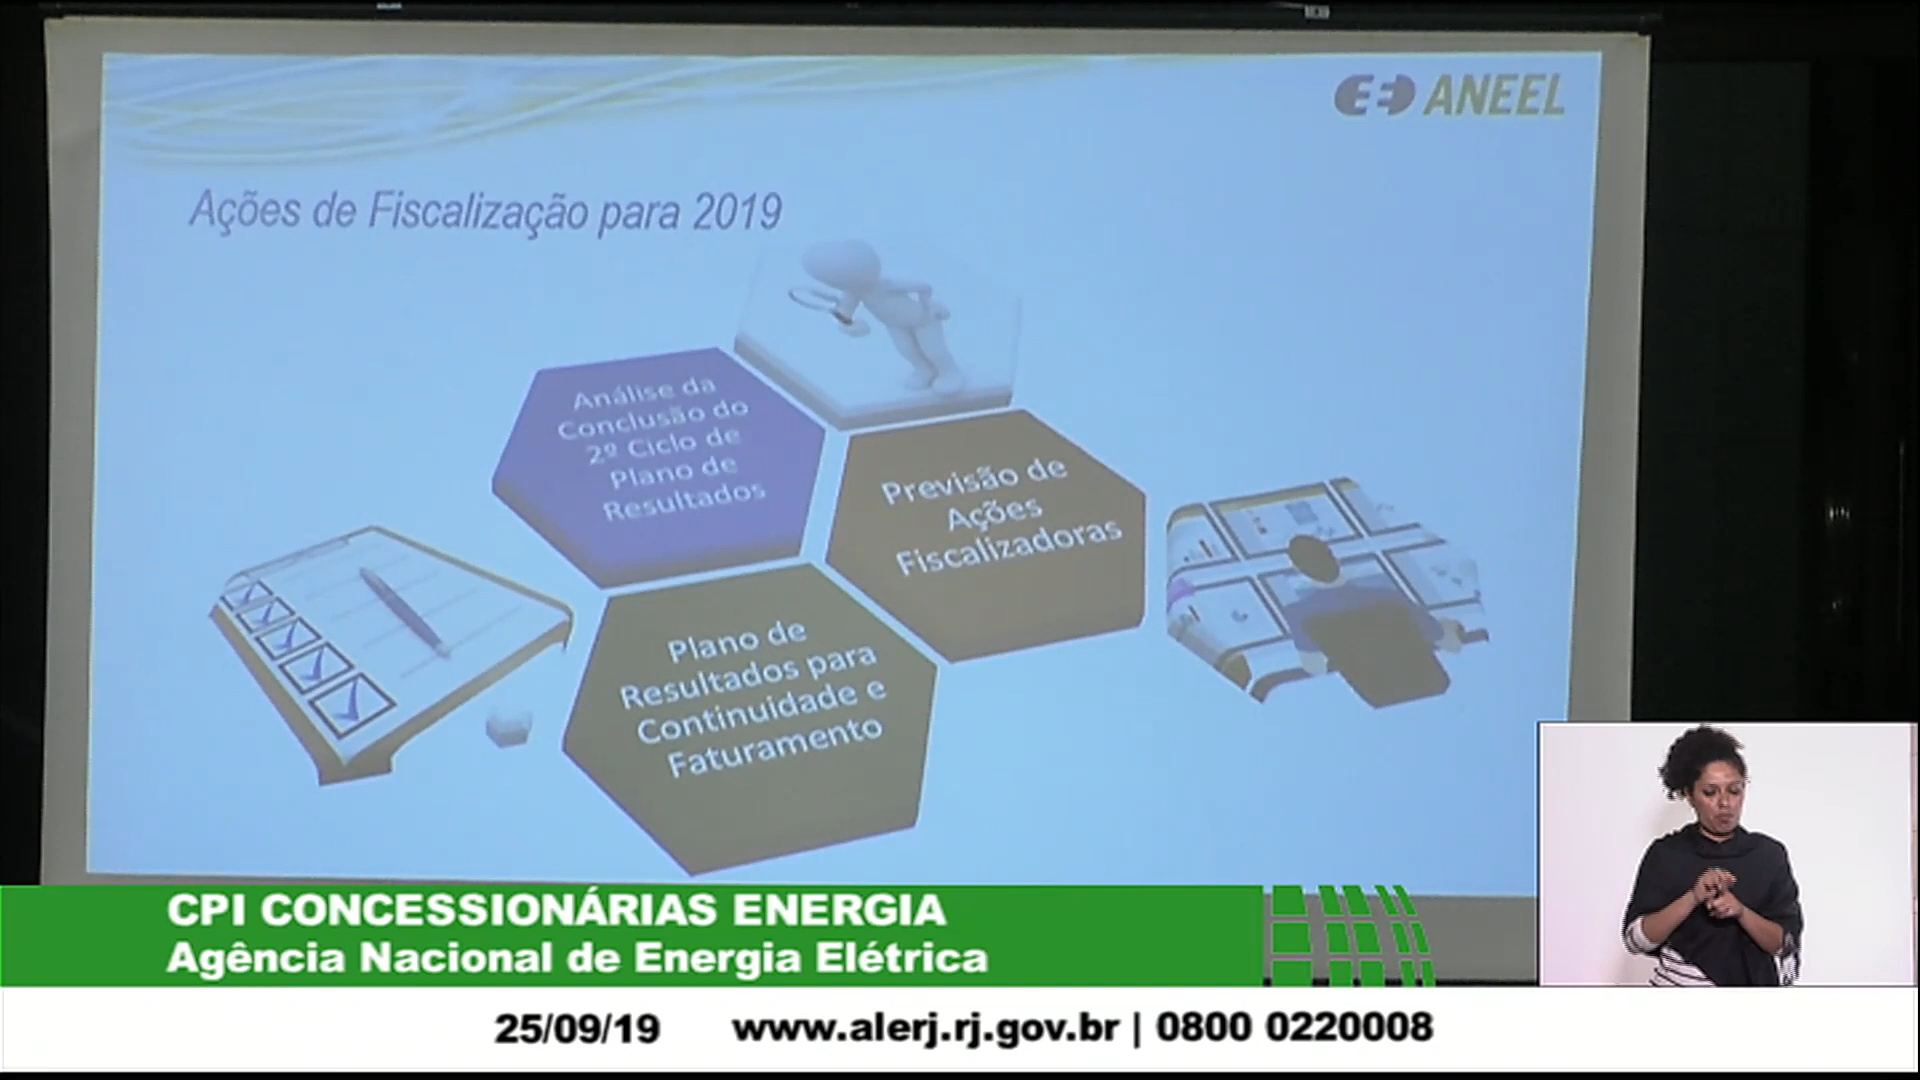 ANEEL
Ações de Fiscalização para 2019
Análise da
Conclusão do
2º Ciclo de
Plano de
Resultados
Previsão de
Ações
Fiscalizadoras
Plano de
Resultados para
Continuidade e
Faturamento
CPI CONCESSIONÁRIAS ENERGIA
Agência Nacional de Energia Elétrica
25/09/19 www.alerj.rj.gov.br | 0800 0220008